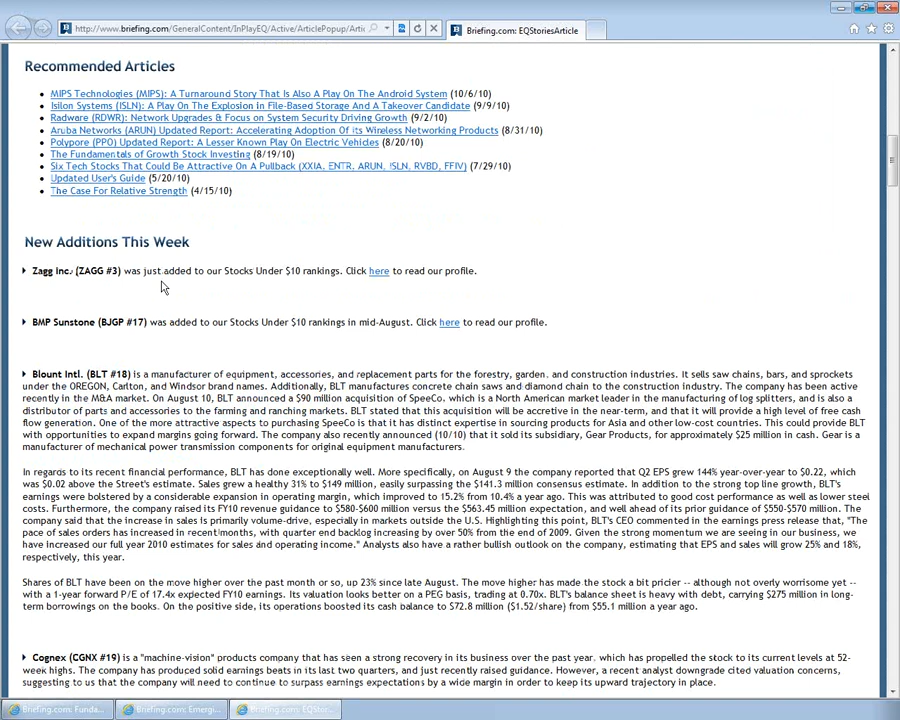 http://www.briefing.com/GeneralContent/InPlayEQ/Active/ArticlePopup/Artic
Briefing.com: EQStoriesArticle
Recommended Articles
MIPS Technologies (MIPS): A Turnaround Story That Is Also A Play On The Android System (10/6/10)
Isilon Systems (ISLN): A Play On The Explosion in File-Based Storage And A Takeover Candidate (9/9/10)
Radware (RDWR): Network Upgrades & Focus on System Security Driving Growth (9/2/10)
Aruba Networks (ARUN) Updated Report: Accelerating Adoption Of its Wireless Networking Products (8/31/10)
Polypore (PPO) Updated Report: A Lesser Known Play On Electric Vehicles (8/20/10)
The Fundamentals of Growth Stock Investing (8/19/10)
Six Tech Stocks That Could Be Attractive On A Pullback (XXIA, ENTR, ARUN, ISLN, RVBD, FFIV) (7/29/10)
Updated User's Guide (5/20/10)
The Case For Relative Strength (4/15/10)
New Additions This Week
Zagg Inc. (ZAGG #3) was just added to our Stocks Under $10 rankings. Click here to read our profile.
BMP Sunstone (BJGP #17) was added to our Stocks Under $10 rankings in mid-August. Click here to read our profile.
Blount Intl. (BLT #18) is a manufacturer of equipment, accessories, and replacement parts for the forestry, garden, and construction industries. It sells saw chains, bars, and sprockets
under the OREGON, Carlton, and Windsor brand names. Additionally, BLT manufactures concrete chain saws and diamond chain to the construction industry. The company has been active
recently in the M&A market. On August 10, BLT announced a $90 million acquisition of SpeeCo, which is a North American market leader in the manufacturing of log splitters, and is also a
distributor of parts and accessories to the farming and ranching markets. BLT stated that this acquisition will be accretive in the near-term, and that it will provide a high level of free cash
flow generation. One of the more attractive aspects to purchasing SpeeCo is that it has distinct expertise in sourcing products for Asia and other low-cost countries. This could provide BLT
with opportunities to expand margins going forward. The company also recently announced (10/10) that it sold its subsidiary, Gear Products, for approximately $25 million in cash. Gear is a
manufacturer of mechanical power transmission components for original equipment manufacturers.
In regards to its recent financial performance, BLT has done exceptionally well. More specifically, on August 9 the company reported that Q2 EPS grew 144% year-over-year to $0.22, which
was $0.02 above the Street's estimate. Sales grew a healthy 31% to $149 million, easily surpassing the $141.3 million consensus estimate. In addition to the strong top line growth, BLT's
earnings were bolstered by a considerable expansion in operating margin, which improved to 15.2% from 10.4% a year ago. This was attributed to good cost performance as well as lower steel
costs. Furthermore, the company raised its FY10 revenue guidance to $580-$600 million versus the $563.45 million expectation, and well ahead of its prior guidance of $550-$570 million. The
company said that the increase in sales is primarily volume-drive, especially in markets outside the U.S. Highlighting this point, BLT's CEO commented in the earnings press release that, "The
pace of sales orders has increased in recent months, with quarter end backlog increasing by over 50% from the end of 2009. Given the strong momentum we are seeing in our business, we
have increased our full year 2010 estimates for sales and operating income." Analysts also have a rather bullish outlook on the company, estimating that EPS and sales will grow 25% and 18%,
respectively, this year.
Shares of BLT have been on the move higher over the past month or so, up 23% since late August. The move higher has made the stock a bit pricier -- although not overly worrisome yet --
with a 1-year forward P/E of 17.4x expected FY10 earnings. Its valuation looks better on a PEG basis, trading at 0.70x. BLT's balance sheet is heavy with debt, carrying $275 million in long-
term borrowings on the books. On the positive side, its operations boosted its cash balance to $72.8 million ($1.52/share) from $55.1 million a year ago.
Cognex (CGNX #19) is a "machine-vision" products company that has seen a strong recovery in its business over the past year, which has propelled the stock to its current levels at 52-
week highs. The company has produced solid earnings beats in its last two quarters, and just recently raised guidance. However, a recent analyst downgrade cited valuation concerns,
suggesting to us that the company will need to continue to surpass earnings expectations by a wide margin in order to keep its upward trajectory in place.
Briefing.com: Funda...
Briefing.com: Emergi...
Briefing.com: EQStor...